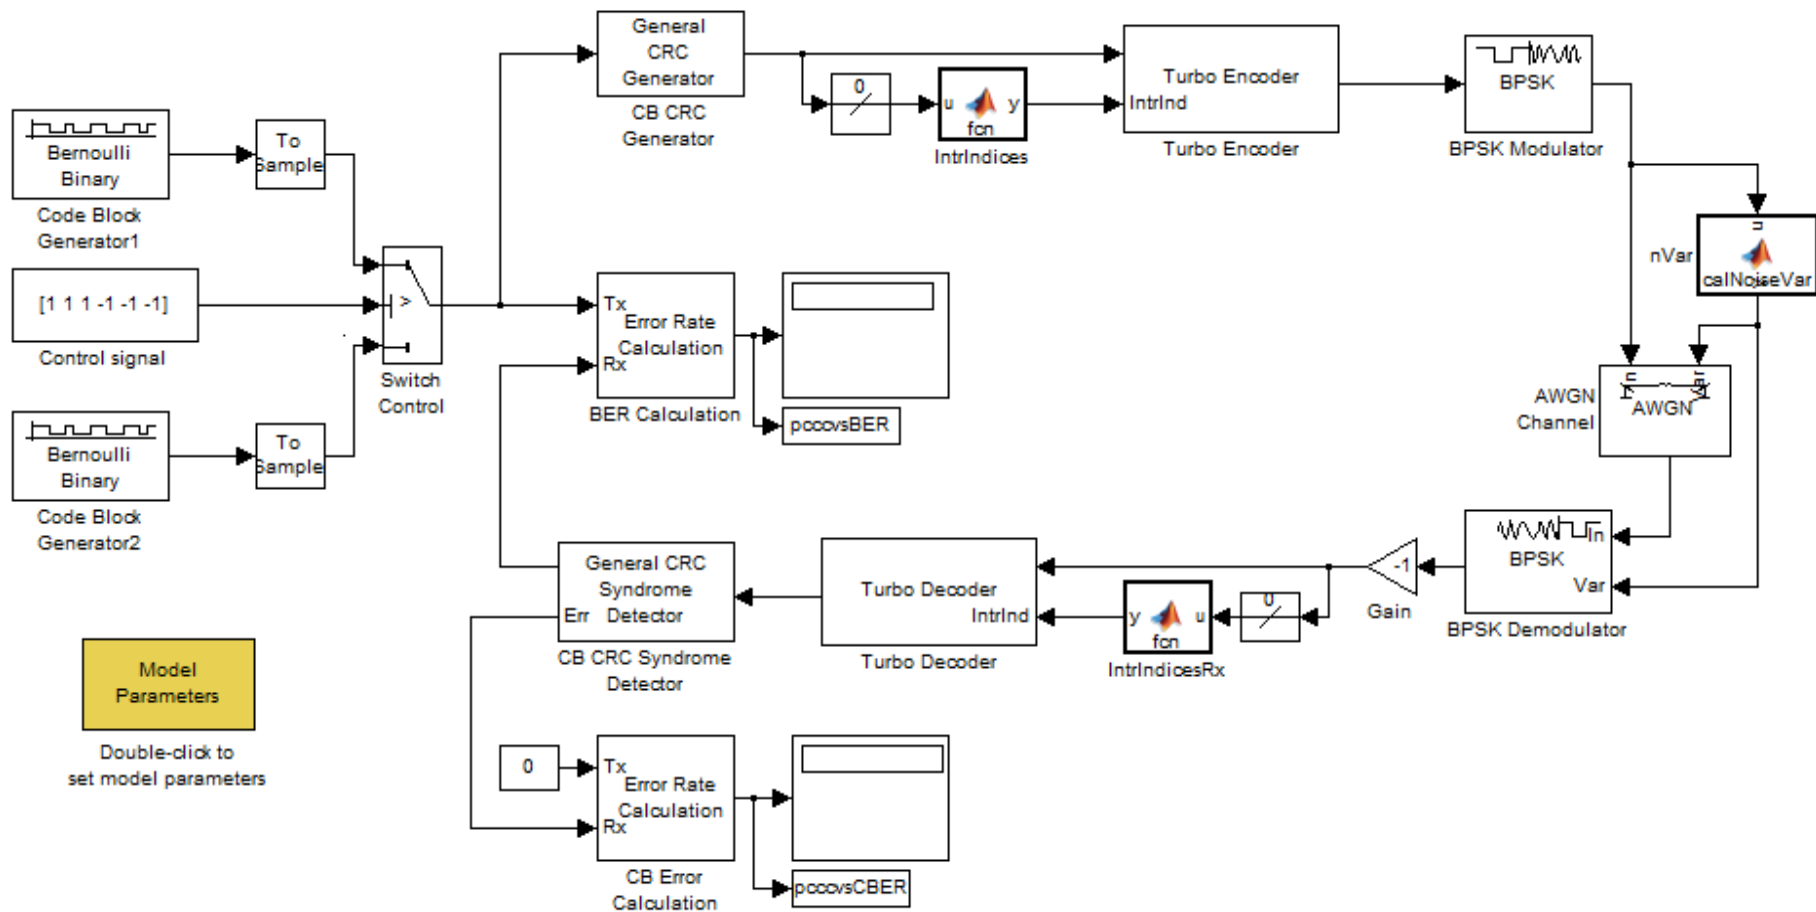 General
CRC
Generator
CB CRC
Generator
0
u
y
fcn
IntrIndices
Turbo Encoder
IntrInd
Turbo Encoder
BPSK
BPSK Modulator
Bernoulli
Binary
Code Block
Generator1
To
Sample
[1 1 1 -1 -1 -1]
Control signal
>
Switch
Control
Bernoulli
Binary
Code Block
Generator2
To
Sample
Tx
Rx
Error Rate
Calculation
BER Calculation
pcccvsBER
nVar
u
calNoiseVar
In
Var
AWGN
AWGN
Channel
In
BPSK
Var
BPSK Demodulator
-1
Gain
0
y
u
fcn
IntrIndicesRx
Turbo Decoder
IntrInd
Turbo Decoder
General CRC
Syndrome
Err
Detector
CB CRC Syndrome
Detector
Model
Parameters
Double-click to
set model parameters
0
Tx
Error Rate
Calculation
Rx
CB Error
Calculation
pcccvsCBER